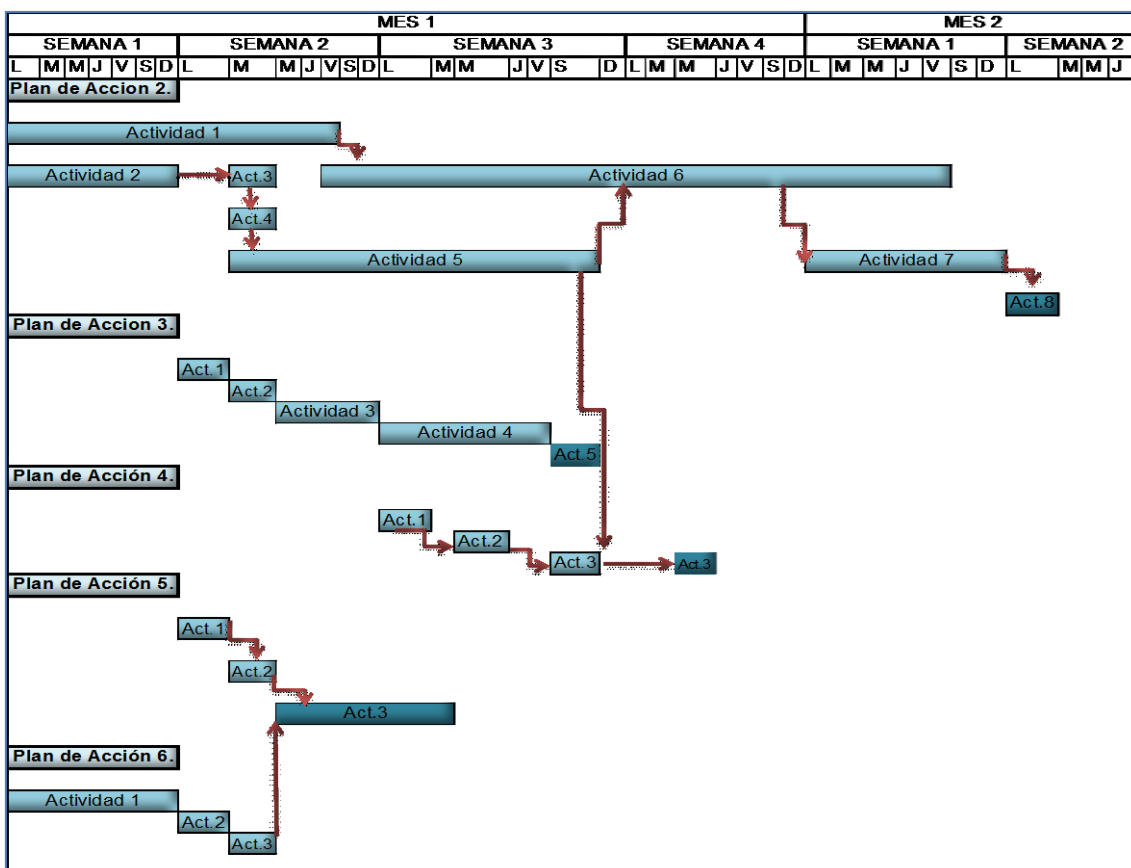 MES 1 MES 2
SEMANA 1 SEMANA 2 SEMANA 3 SEMANA 4 SEMANA 1 SEMANA 2
L M M J V S D L M M J V S D L M M J V S D L M M J V S D L M M J V S D L M M J
Plan de Accion 2.
Actividad 1
Actividad 2 Act.3 Actividad 6
Act.4
Actividad 5 Actividad 7
Act.8
Plan de Accion 3.
Act.1
Act.2
Actividad 3
Actividad 4
Act.5
Plan de Acción 4.
Act.1
Act.2
Act.3 Act.3
Plan de Acción 5.
Act.1
Act.2
Act.3
Plan de Acción 6.
Actividad 1
Act.2
Act.3